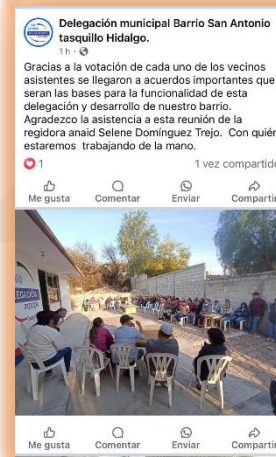 Delegación municipal Barrio San Antonio
tasquillo Hidalgo.
1 h ·
Gracias a la votación de cada uno de los vecinos
asistentes se llegaron a acuerdos importantes que
seran las bases para la funcionalidad de esta
delegación y desarrollo de nuestro barrio.
Agradezco la asistencia a esta reunión de la
regidora anaid Selene Domínguez Trejo. Con quién
estaremos trabajando de la mano.
1
1 vez compartido
Me gusta Comentar Enviar Compartir
Me gusta Comentar Enviar Compartir